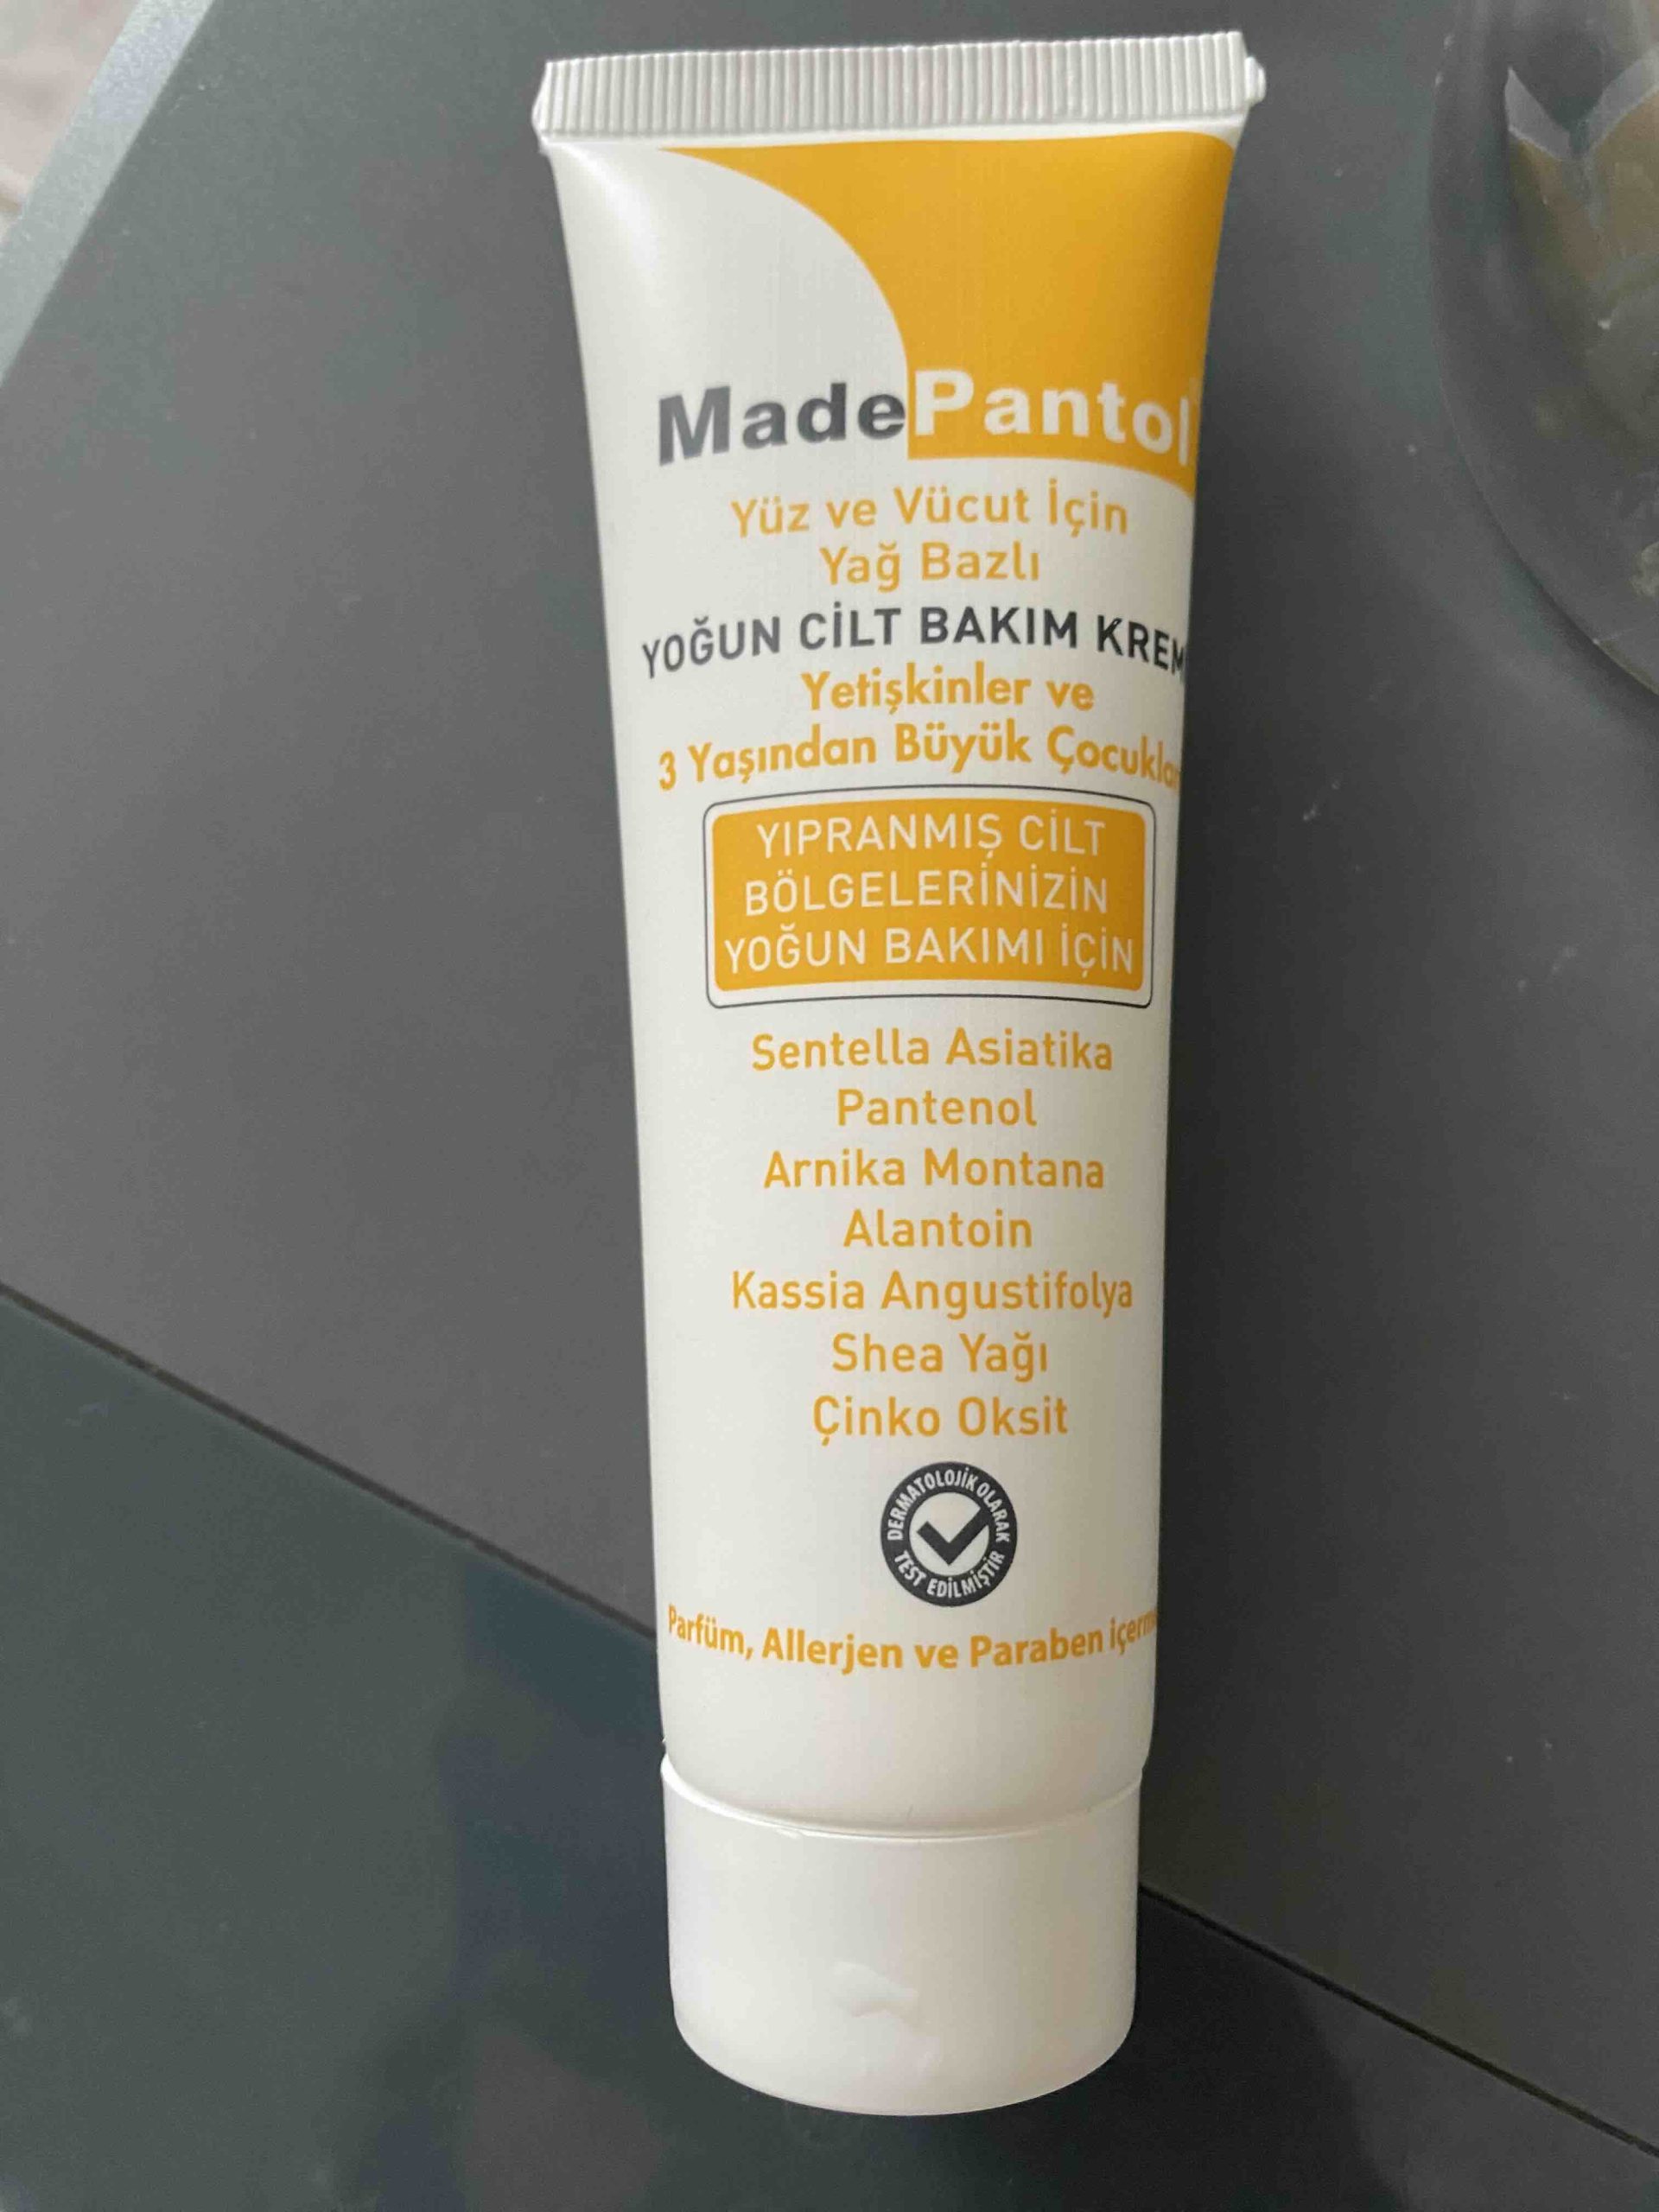 MadePantol
Yüz ve Vücut İçin
Yağ Bazlı
YOĞUN CİLT BAKIM KREM
Yetişkinler ve
3 Yaşından Büyük Çocukla
YIPRANMIŞ CİLT
BÖLGELERİNİZİN
YOĞUN BAKIMI İÇİN
Sentella Asiatika
Pantenol
Arnika Montana
Alantoin
Kassia Angustifolya
Shea Yağı
Çinko Oksit
DERMATOLOJİK OLARAK
TEST EDİLMİŞTİR
Parfüm, Allerjen ve Paraben içerm